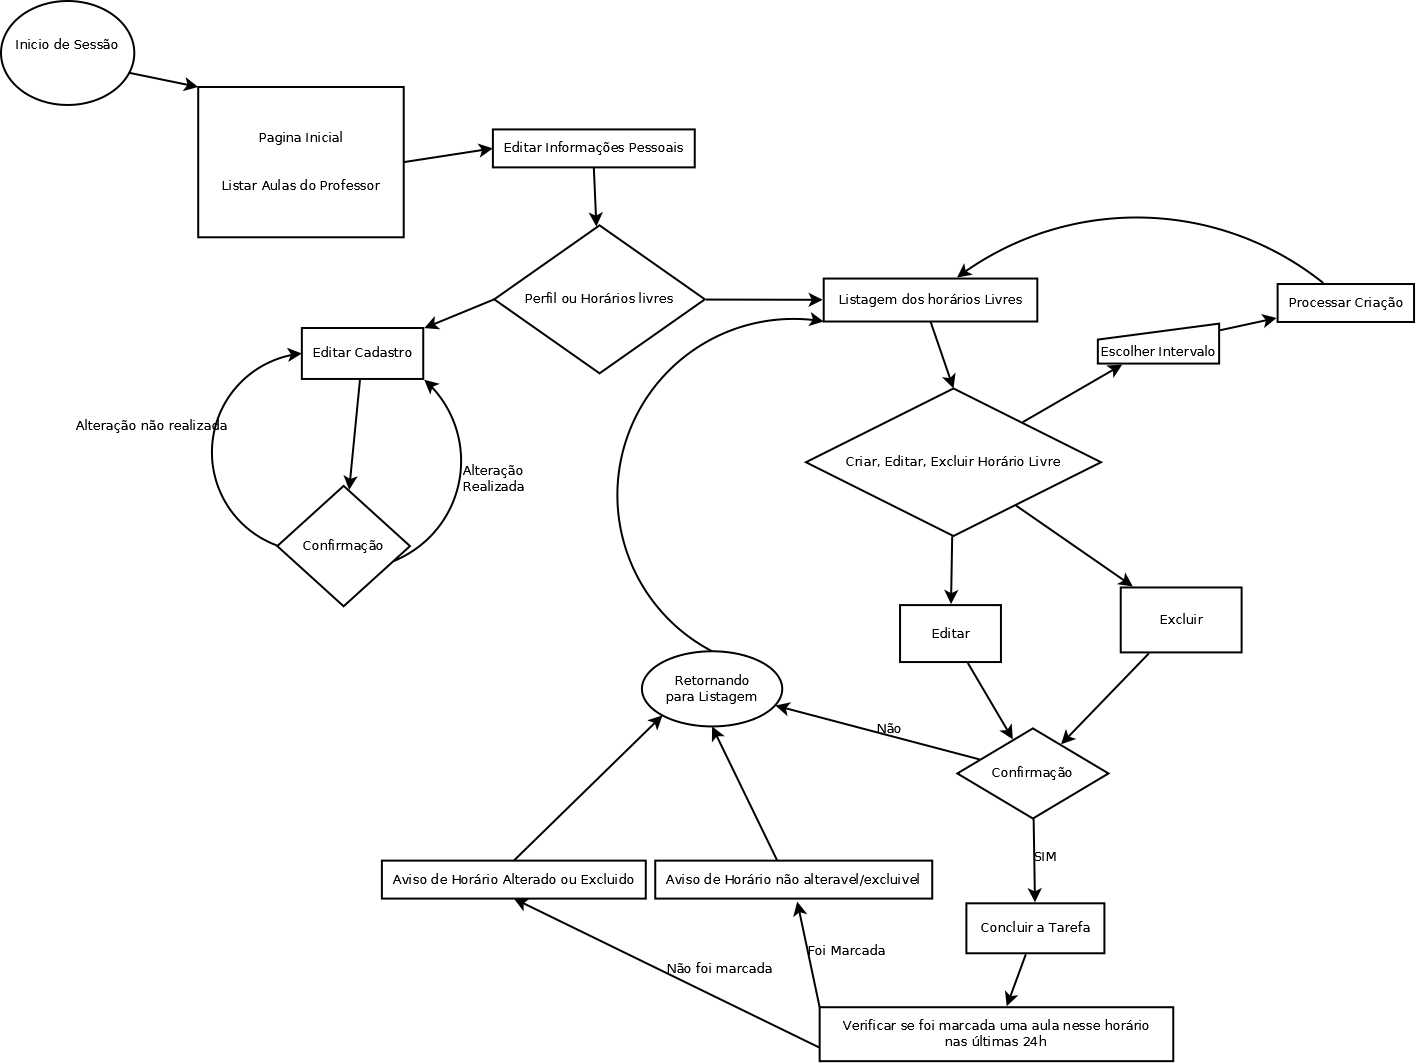 Inicio de Sessão
Pagina Inicial
Listar Aulas do Professor
Editar Informações Pessoais
Perfil ou Horários livres
Listagem dos horários Livres
Processar Criação
Escolher Intervalo
Editar Cadastro
Alteração não realizada
Alteração
Realizada
Confirmação
Criar, Editar, Excluir Horário Livre
Editar
Excluir
Retornando
para Listagem
Não
Confirmação
SIM
Aviso de Horário Alterado ou Excluido
Aviso de Horário não alteravel/excluivel
Concluir a Tarefa
Foi Marcada
Não foi marcada
Verificar se foi marcada uma aula nesse horário
nas últimas 24h